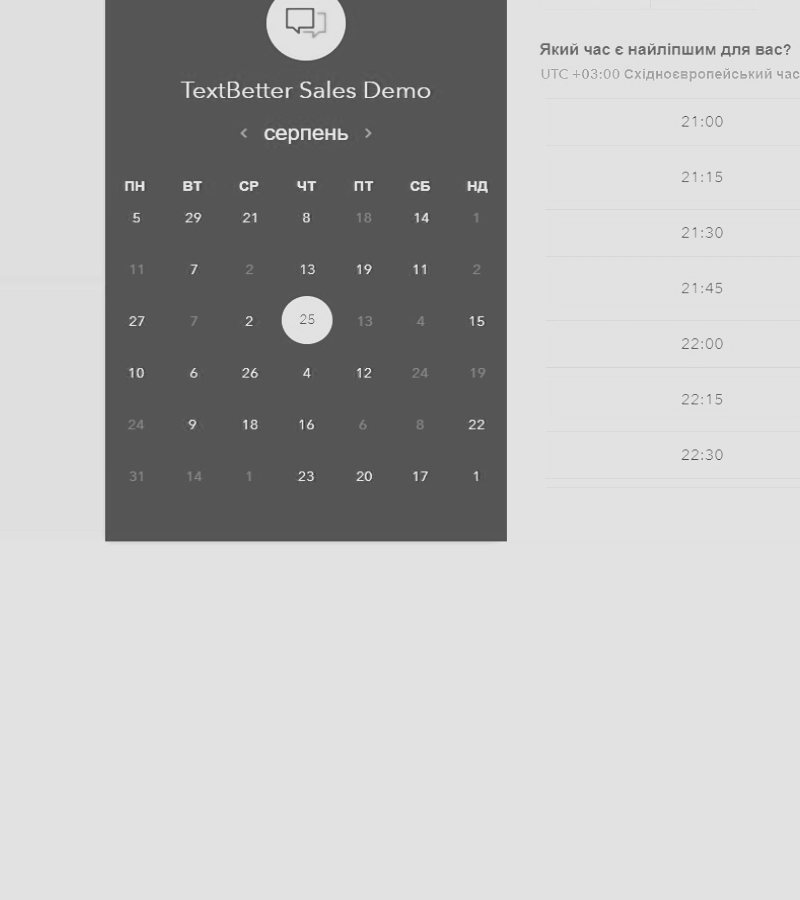 TextBetter Sales Demo
< серпень >
ПН ВТ СР ЧТ ПТ СБ НД
5 29 21 8 18 14 1
11 7 2 13 19 11 2
27 7 2 25 13 4 15
10 6 26 4 12 24 19
24 9 18 16 6 8 22
31 14 1 23 20 17 1
Який час є найліпшим для вас?
UTC +03:00 Східноєвропейський час
21:00
21:15
21:30
21:45
22:00
22:15
22:30